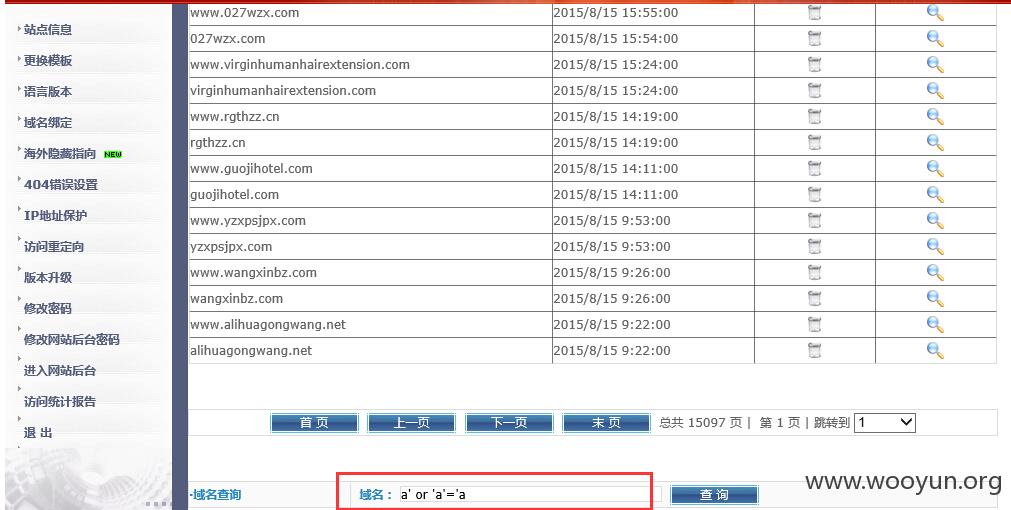 站点信息
更换模板
语言版本
域名绑定
海外隐藏指向 NEW
404错误设置
IP地址保护
访问重定向
版本升级
修改密码
修改网站后台密码
进入网站后台
访问统计报告
退 出
www.027wzx.com 2015/8/15 15:55:00
027wzx.com 2015/8/15 15:54:00
www.virginhumanhairextension.com 2015/8/15 15:24:00
virginhumanhairextension.com 2015/8/15 15:24:00
www.rgthzz.cn 2015/8/15 14:19:00
rgthzz.cn 2015/8/15 14:19:00
www.guojihotel.com 2015/8/15 14:11:00
guojihotel.com 2015/8/15 14:11:00
www.yzxpsjpx.com 2015/8/15 9:53:00
yzxpsjpx.com 2015/8/15 9:53:00
www.wangxinbz.com 2015/8/15 9:26:00
wangxinbz.com 2015/8/15 9:26:00
www.alihuagongwang.net 2015/8/15 9:22:00
alihuagongwang.net 2015/8/15 9:22:00
首 页 上一页 下一页 末 页 总共 15097 页| 第 1 页|跳转到 1
·域名查询 域名： a' or 'a'='a 查 询
www.wooyun.org